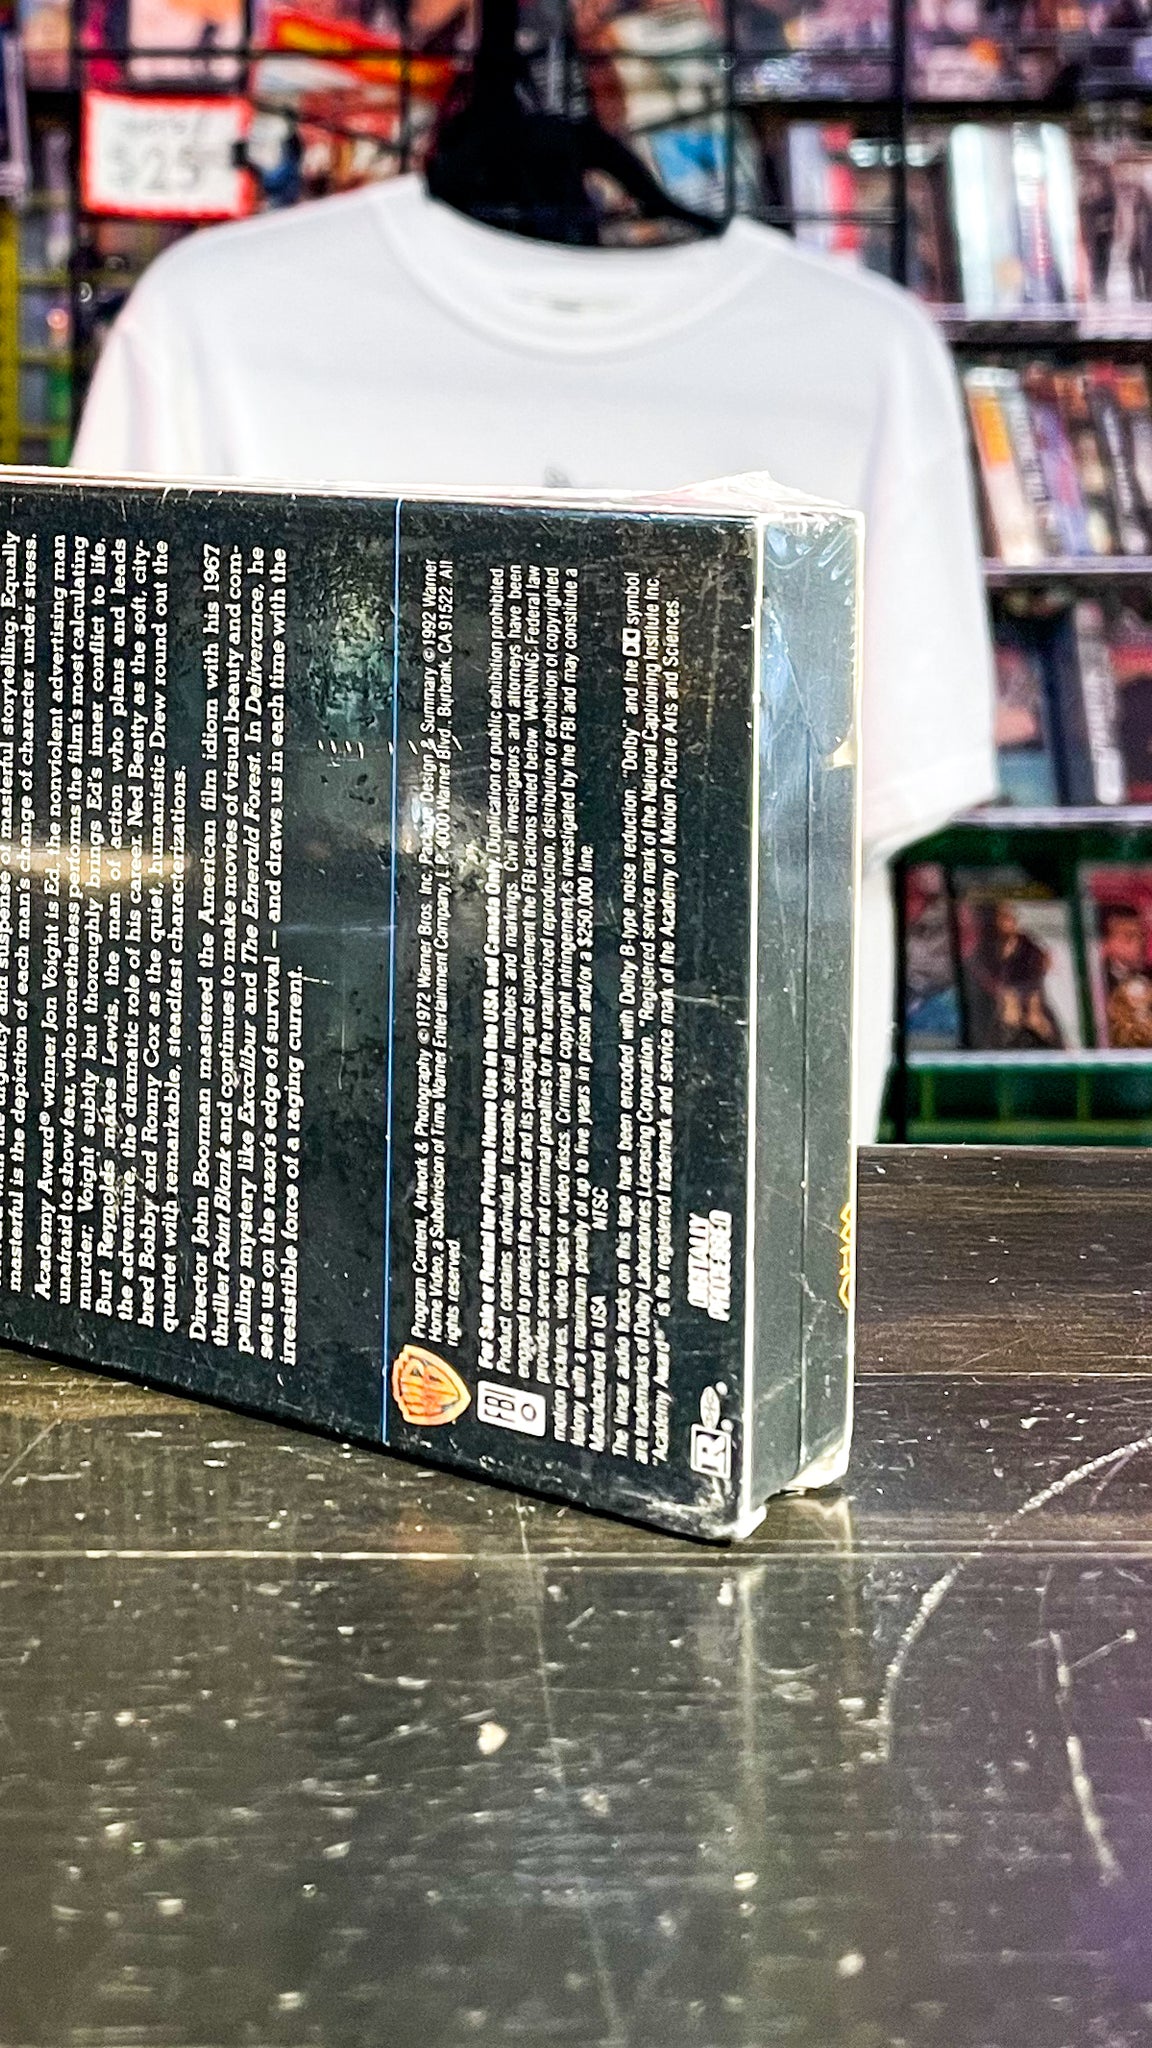 $25
urgency and suspense of masterful storytelling. Equally
masterful is the depiction of each man's change of character under stress.
Academy Award® winner Jon Voight is Ed, the nonviolent advertising man
unafraid to show fear, who nonetheless performs the film's most calculating
murder; Voight subtly but thoroughly brings Ed's inner conflict to life.
Burt Reynolds makes Lewis, the man of action who plans and leads
the adventure, the dramatic role of his career. Ned Beatty as the soft, city-
bred Bobby and Ronny Cox as the quiet, humanistic Drew round out the
quartet with remarkable, steadfast characterizations.
Director John Boorman mastered the American film idiom with his 1967
thriller Point Blank and continues to make movies of visual beauty and com-
pelling mystery like Excalibur and The Emerald Forest. In Deliverance, he
sets us on the razor's edge of survival – and draws us in each time with the
irresistible force of a raging current.
Program Content, Artwork & Photography © 1972 Warner Bros. Inc. Package Design & Summary © 1992 Warner
Home Video, a Subdivision of Time Warner Entertainment Company, L.P. 4000 Warner Blvd. Burbank, CA 91522. All
rights reserved.
FBI
For Sale or Rental for Private Home Use in the USA and Canada Only. Duplication or public exhibition prohibited.
Product contains individual, traceable serial numbers and markings. Civil investigators and attorneys have been
engaged to protect the product and its packaging and supplement the FBI actions noted below. WARNING: Federal law
provides severe civil and criminal penalties for the unauthorized reproduction, distribution or exhibition of copyrighted
motion pictures, video tapes or video discs. Criminal copyright infringement is investigated by the FBI and may constitute a
felony with a maximum penalty of up to five years in prison and/or a $250,000 fine.
Manufactured in USA NTSC
The linear audio tracks on this tape have been encoded with Dolby B-type noise reduction. "Dolby" and the symbol
are trademarks of Dolby Laboratories Licensing Corporation. *Registered service mark of the National Captioning Institute Inc.
"Academy Award®" is the registered trademark and service mark of the Academy of Motion Picture Arts and Sciences.
R
DIGITALLY
PROCESSED